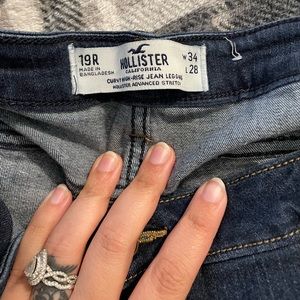 19R
MADE IN
BANGLADESH
HOLLISTER
CALIFORNIA
CURVY HIGH-RISE JEAN LEGGING
HOLLISTER ADVANCED STRETCH
W 34
L 28